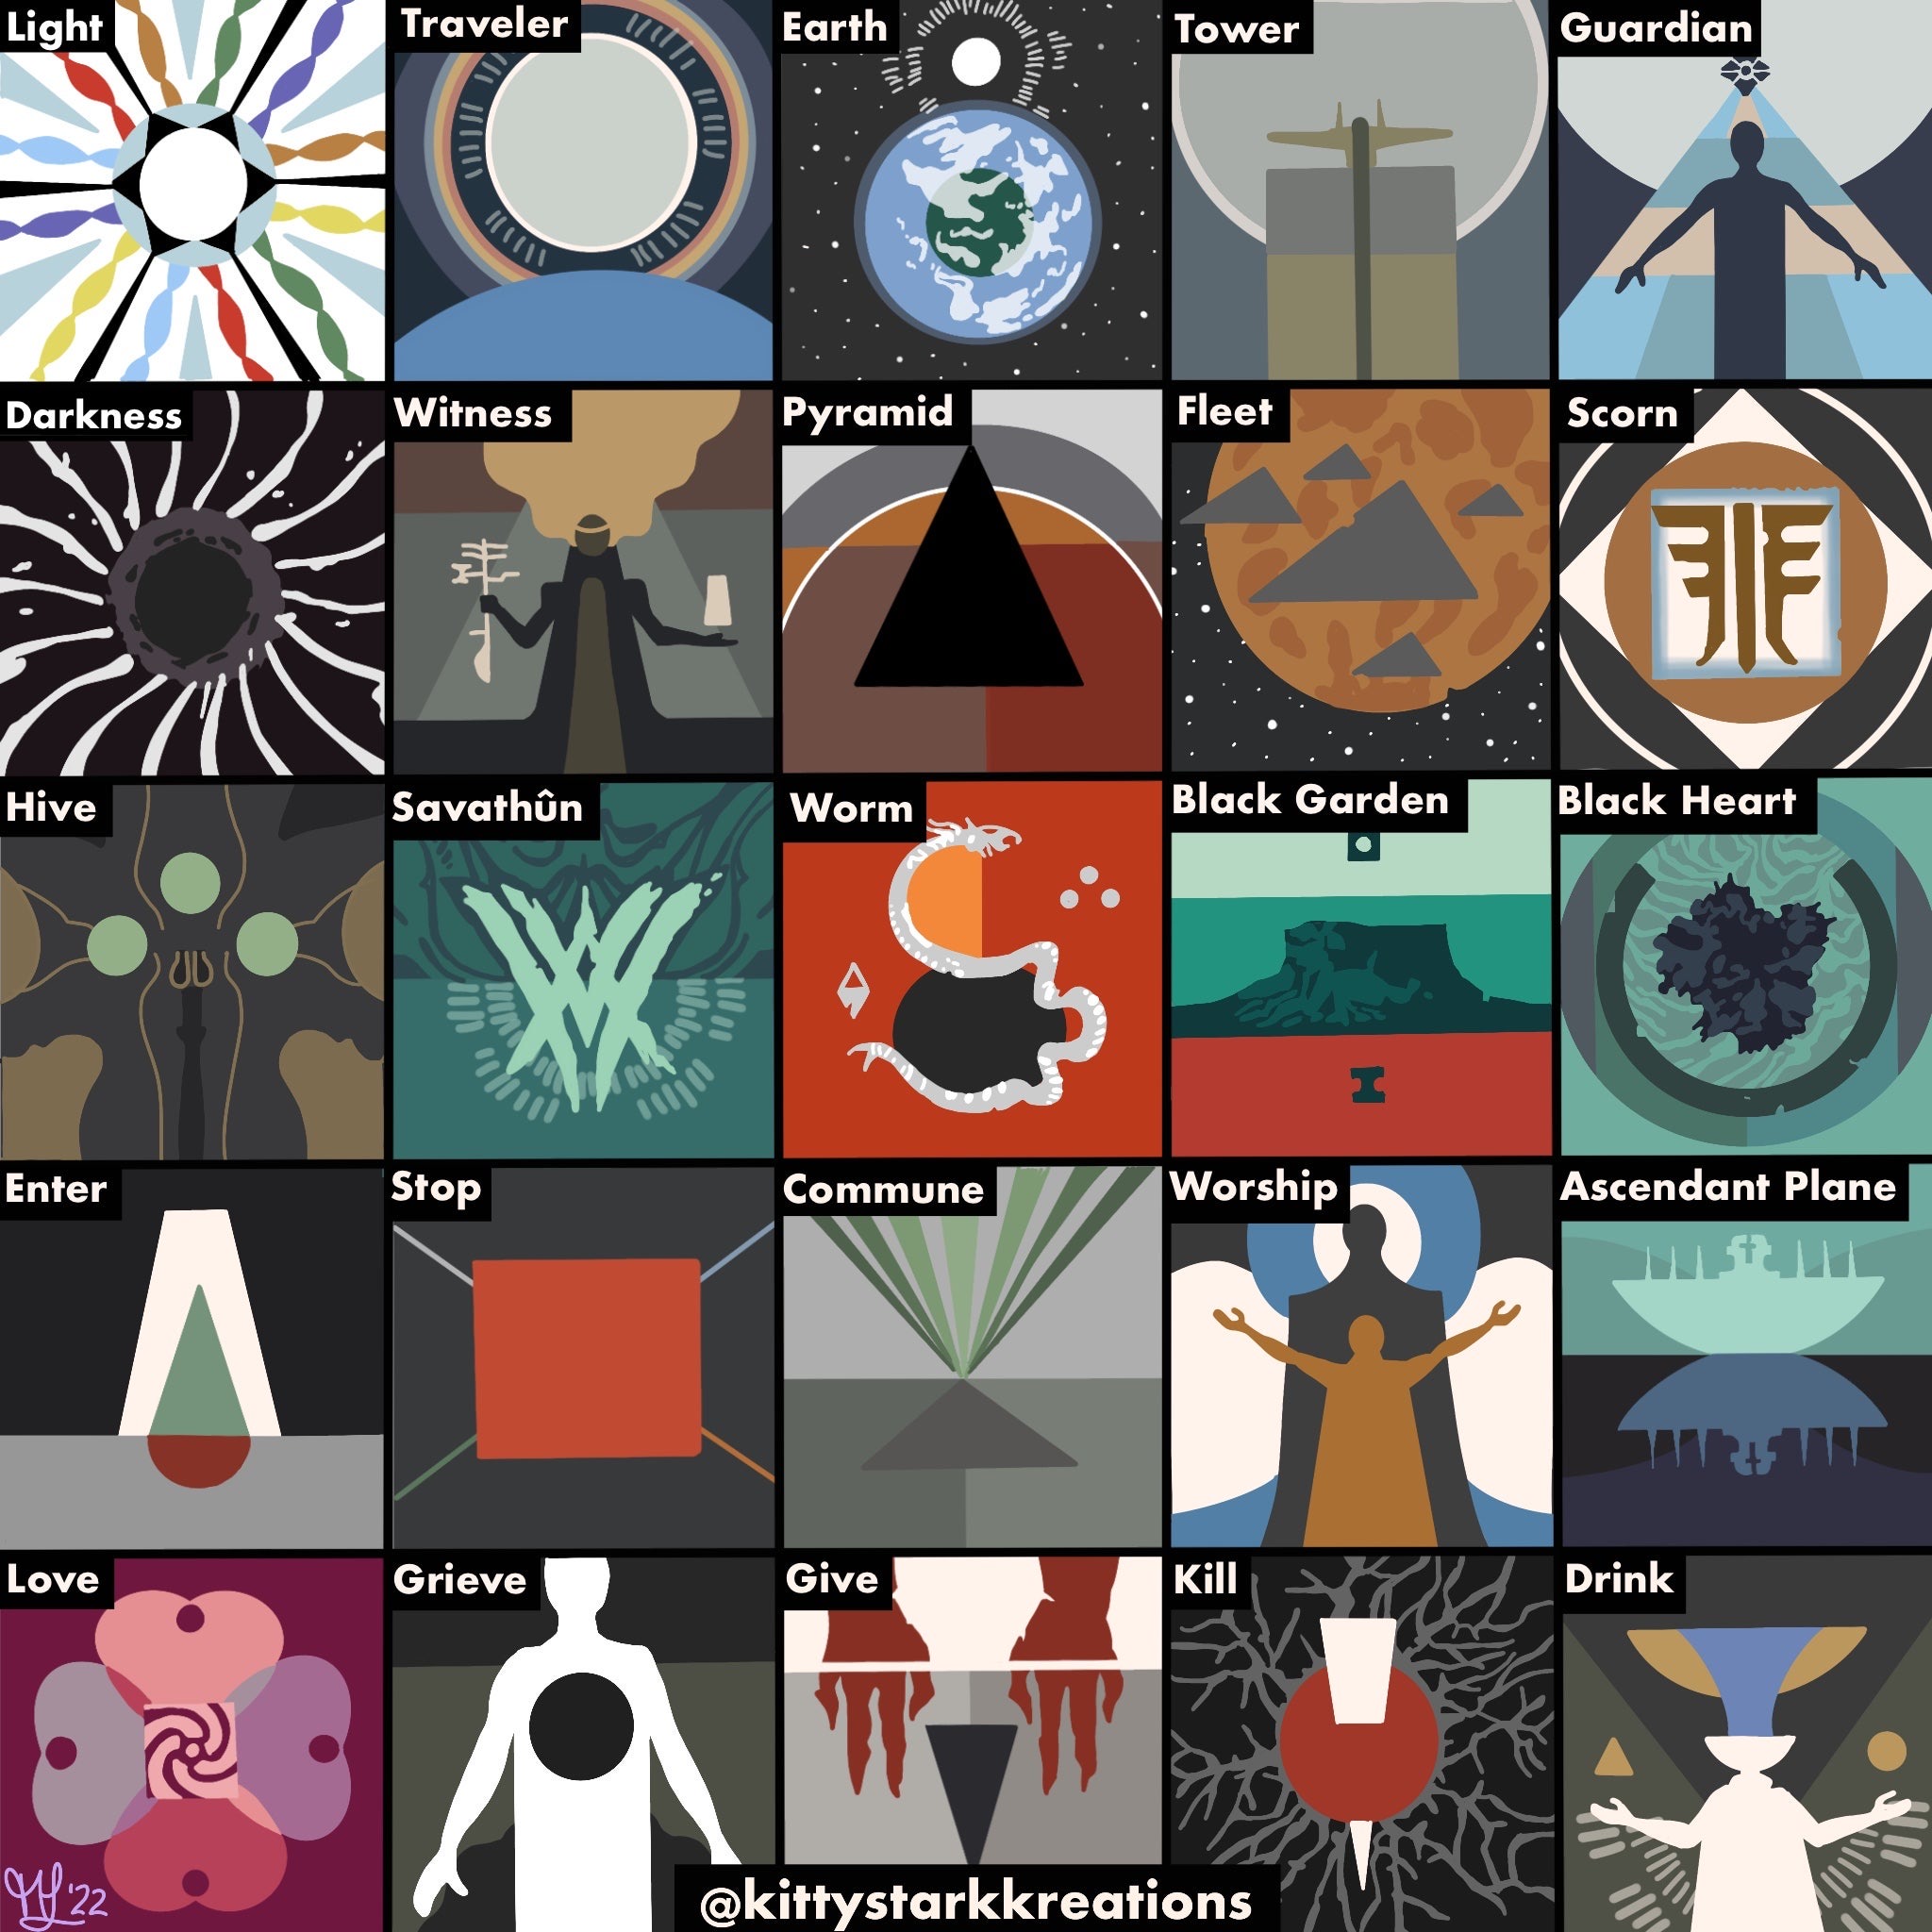 Light
Traveler
Earth
Tower
Guardian
Darkness
Witness
Pyramid
Fleet
Scorn
Hive
Savathûn
Worm
Black Garden
Black Heart
Enter
Stop
Commune
Worship
Ascendant Plane
Love
Grieve
Give
Kill
Drink
'22
@kittystarkkreations